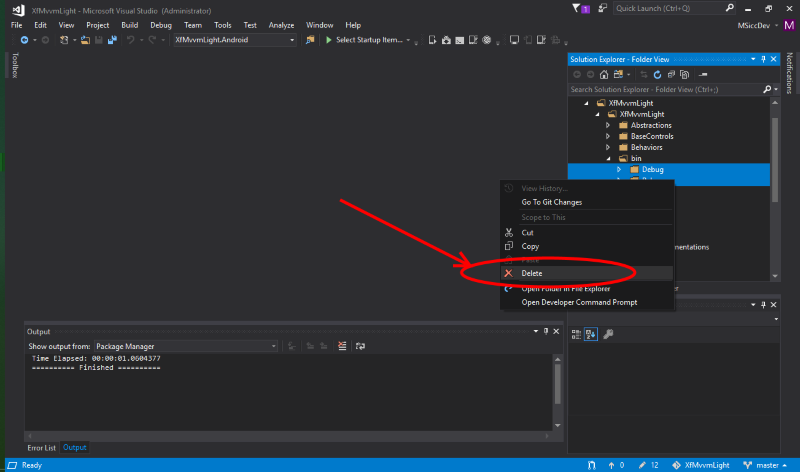 XfMvvmLight - Microsoft Visual Studio (Administrator)
1
Quick Launch (Ctrl+Q)
File Edit View Project Build Debug Team Tools Test Analyze Window Help
MSiccDev M
XfMvvmLight.Android
Select Startup Item...
Toolbox
Notifications
Solution Explorer - Folder View
Search Solution Explorer - Folder View (Ctrl+;)
XfMvvmLight
XfMvvmLight
Abstractions
BaseControls
Behaviors
bin
Debug
View History...
Go To Git Changes
Scope to This
Cut
Copy
mentations
Delete
Open Folder in File Explorer
Open Developer Command Prompt
Output
Show output from: Package Manager
Time Elapsed: 00:00:01.0604377
========== Finished ==========
Error List Output
Ready
0 12 XfMvvmLight master